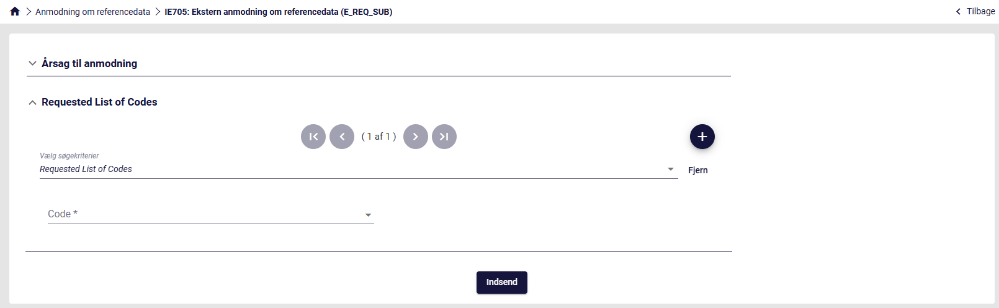 Anmodning om referencedata IE705: Ekstern anmodning om referencedata (E_REQ_SUB) Tilbage
Årsag til anmodning
Requested List of Codes
( 1 af 1 )
Vælg søgekriterier
Requested List of Codes
Fjern
Code *
Indsend